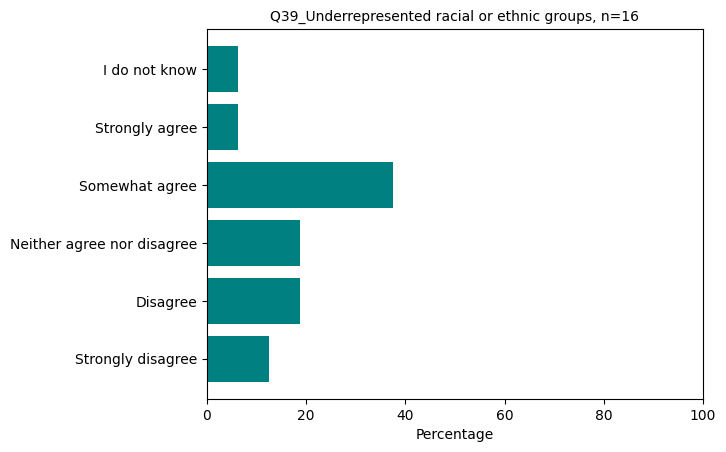 Q39_Underrepresented racial or ethnic groups, n=16
I do not know
Strongly agree
Somewhat agree
Neither agree nor disagree
Disagree
Strongly disagree
0 20 40 60 80 100
Percentage